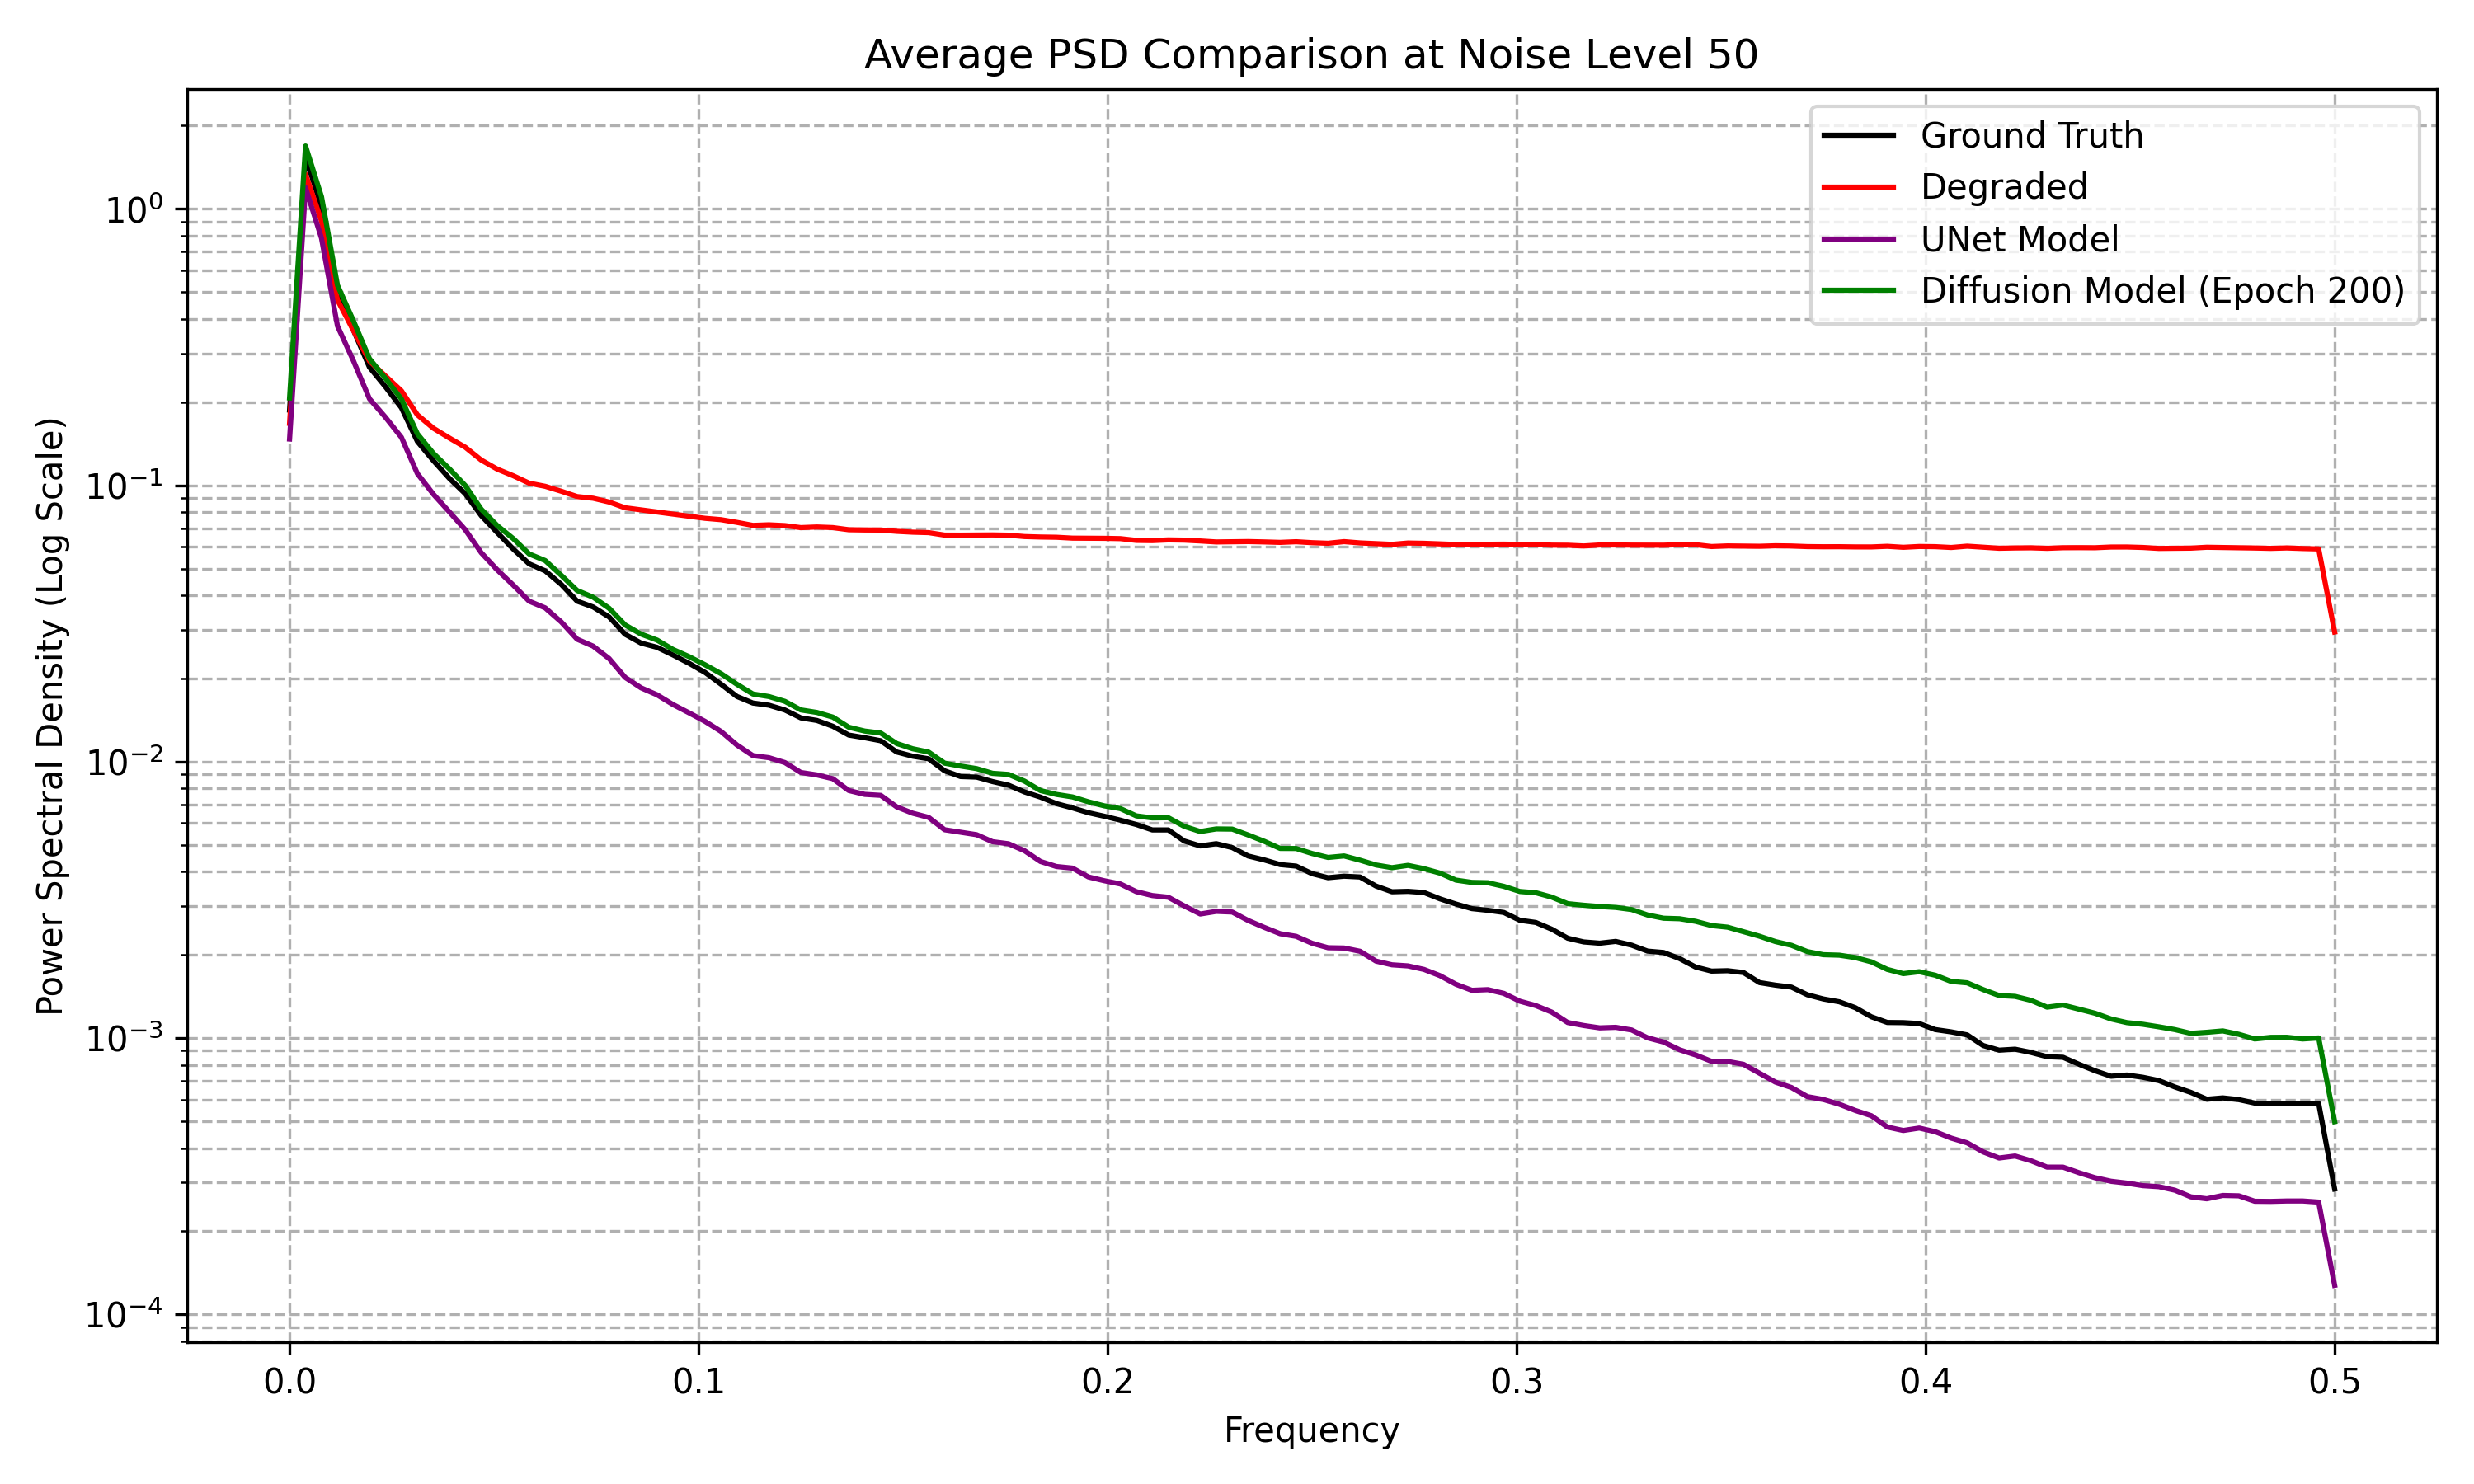 Average PSD Comparison at Noise Level 50
Ground Truth
Degraded
UNet Model
Diffusion Model (Epoch 200)
Power Spectral Density (Log Scale)
10⁰
10⁻¹
10⁻²
10⁻³
10⁻⁴
0.0 0.1 0.2 0.3 0.4 0.5
Frequency